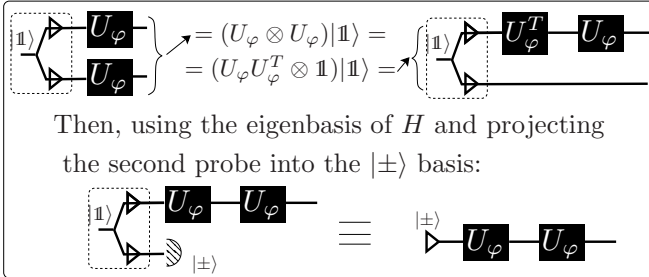 |𝟙⟩ U_φ = (U_φ ⊗ U_φ)|𝟙⟩ = |𝟙⟩ U_φ^T U_φ
U_φ = (U_φ U_φ^T ⊗ 𝟙)|𝟙⟩ =
Then, using the eigenbasis of H and projecting
the second probe into the |±⟩ basis:
|𝟙⟩ U_φ U_φ ≡ |±⟩
|±⟩ U_φ U_φ